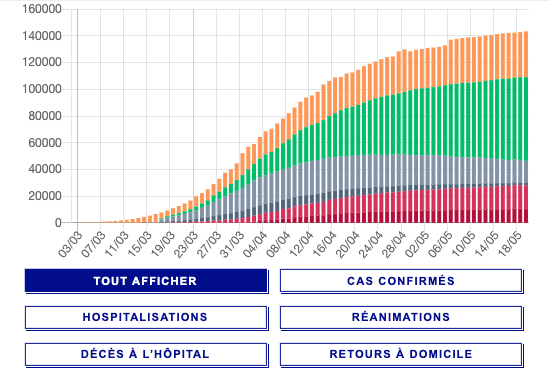 160000
140000
120000
100000
80000
60000
40000
20000
0
03/03 07/03 11/03 15/03 19/03 23/03 27/03 31/03 04/04 08/04 12/04 16/04 20/04 24/04 28/04 02/05 06/05 10/05 14/05 18/05
TOUT AFFICHER CAS CONFIRMÉS
HOSPITALISATIONS RÉANIMATIONS
DÉCÈS À L'HÔPITAL RETOURS À DOMICILE